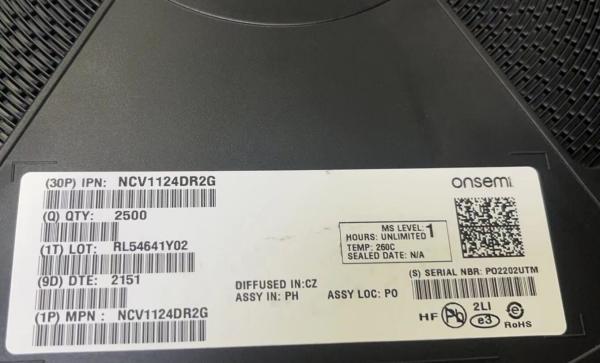 (30P) IPN: NCV1124DR2G
onsemi
(Q) QTY: 2500
MS LEVEL: 1
HOURS: UNLIMITED
TEMP: 260C
SEALED DATE: N/A
(1T) LOT: RL54641Y02
(S) SERIAL NBR: PO2202UTM
(9D) DTE: 2151
DIFFUSED IN:CZ
ASSY IN: PH ASSY LOC: PO
(1P) MPN : NCV1124DR2G
HF Pb 2LI e3 e RoHS